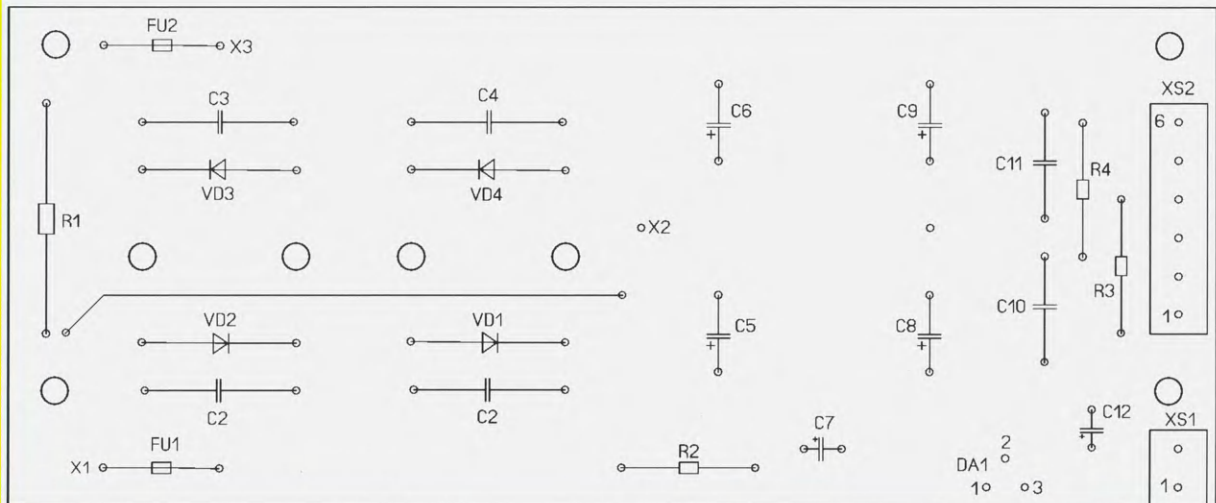 FU2
X3
XS2
C3
C4
C6
C9
6
C11
R4
VD3
VD4
R1
X2
R3
VD2
VD1
C5
C8
C10
1
C2
C2
C12
XS1
C7
FU1
X1
R2
2
DA1
1
3
1